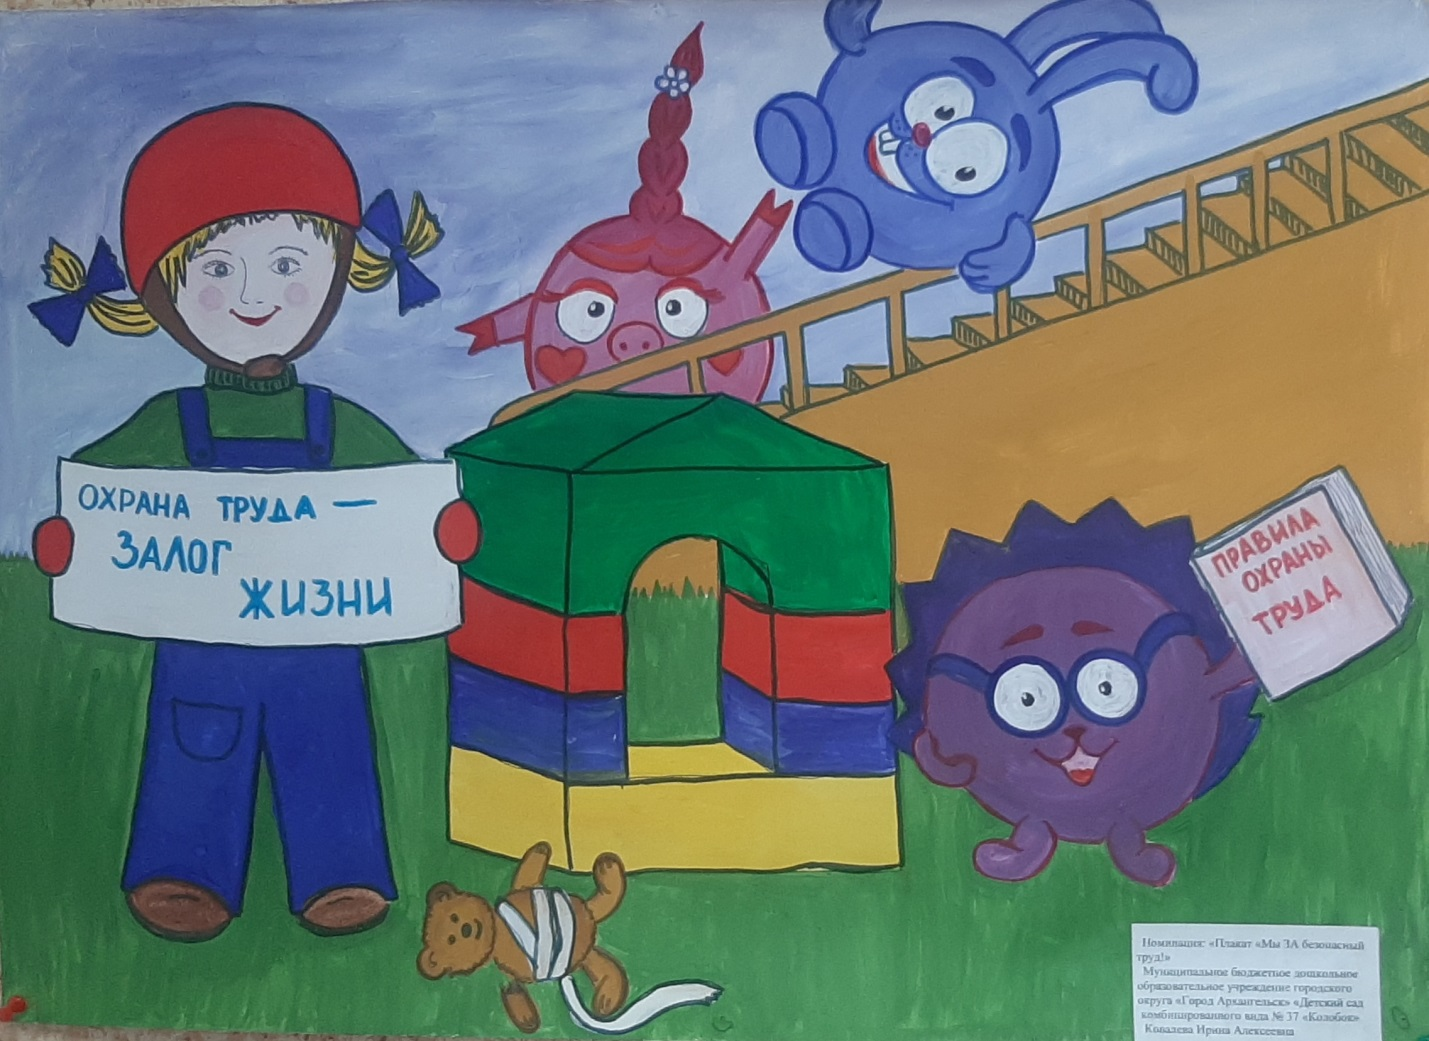 ОХРАНА ТРУДА —
ЗАЛОГ
ЖИЗНИ
ПРАВИЛА
ОХРАНЫ
ТРУДА
Номинация: «Плакат «Мы ЗА безопасный
труд!»
Муниципальное бюджетное дошкольное
образовательное учреждение городского
округа «Город Архангельск» «Детский сад
комбинированного вида № 37 «Колобок»
Ковалева Ирина Алексеевна